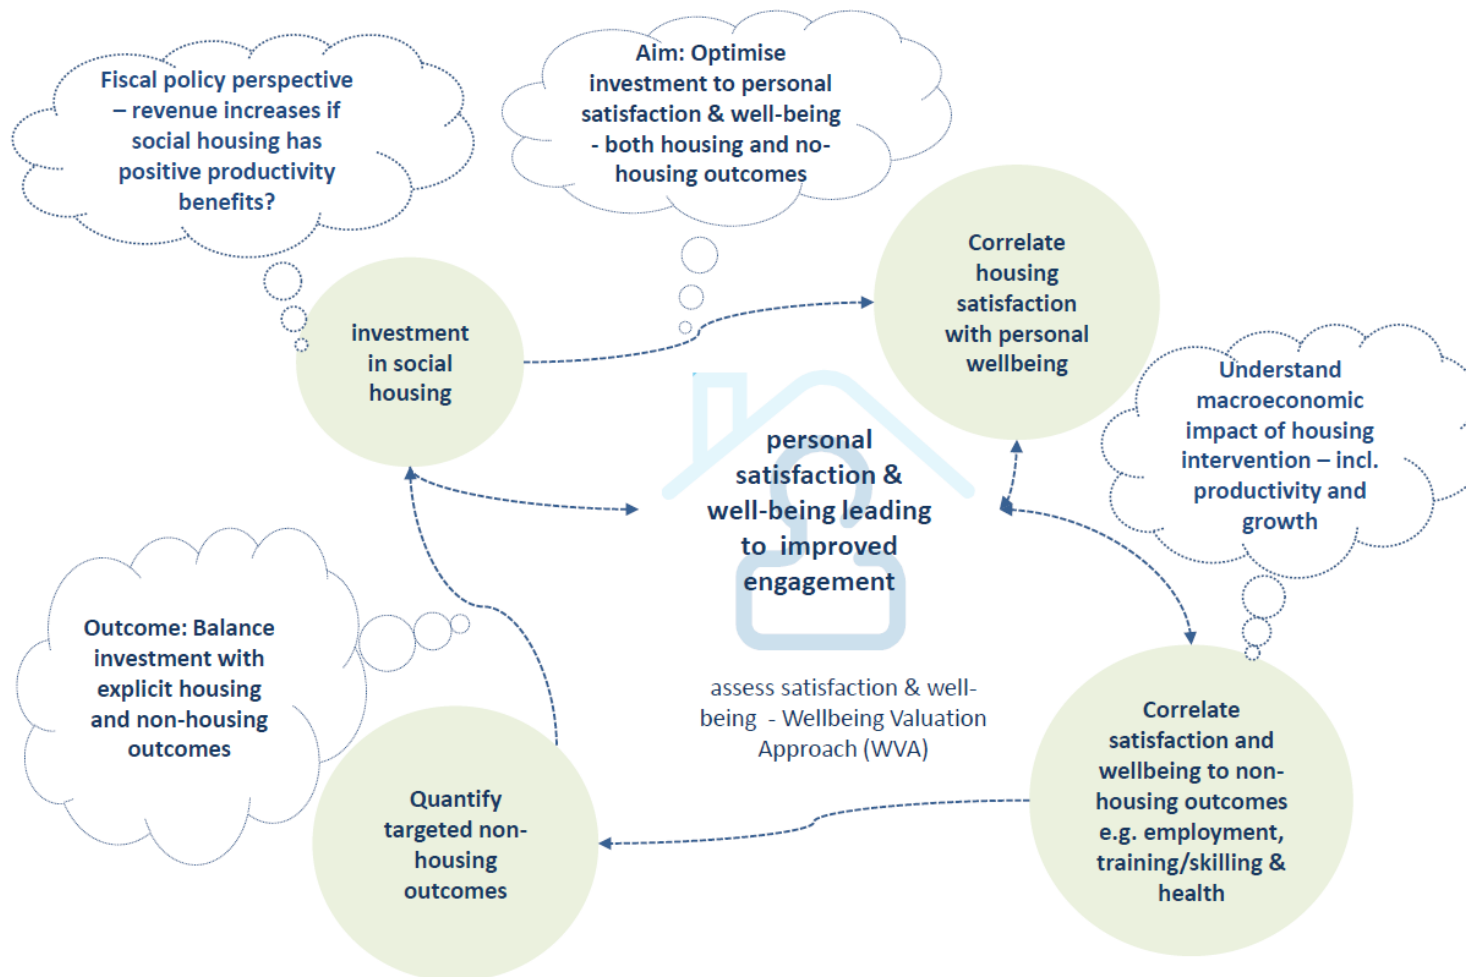 Fiscal policy perspective
– revenue increases if
social housing has
positive productivity
benefits?
Aim: Optimise
investment to personal
satisfaction & well-being
- both housing and no-
housing outcomes
Correlate
housing
satisfaction
with personal
wellbeing
investment
in social
housing
Understand
macroeconomic
impact of housing
intervention – incl.
productivity and
growth
personal
satisfaction &
well-being leading
to improved
engagement
Outcome: Balance
investment with
explicit housing
and non-housing
outcomes
assess satisfaction & well-
being - Wellbeing Valuation
Approach (WVA)
Correlate
satisfaction and
wellbeing to non-
housing outcomes
e.g. employment,
training/skilling &
health
Quantify
targeted non-
housing
outcomes